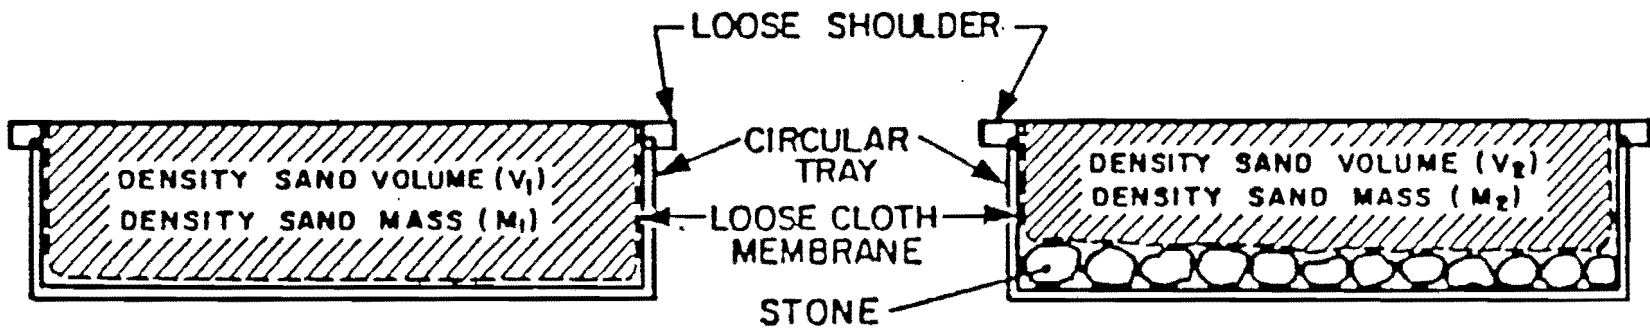 LOOSE SHOULDER
DENSITY SAND VOLUME (V1)
DENSITY SAND MASS (M1)
CIRCULAR
TRAY
LOOSE CLOTH
MEMBRANE
STONE
DENSITY SAND VOLUME (V2)
DENSITY SAND MASS (M2)